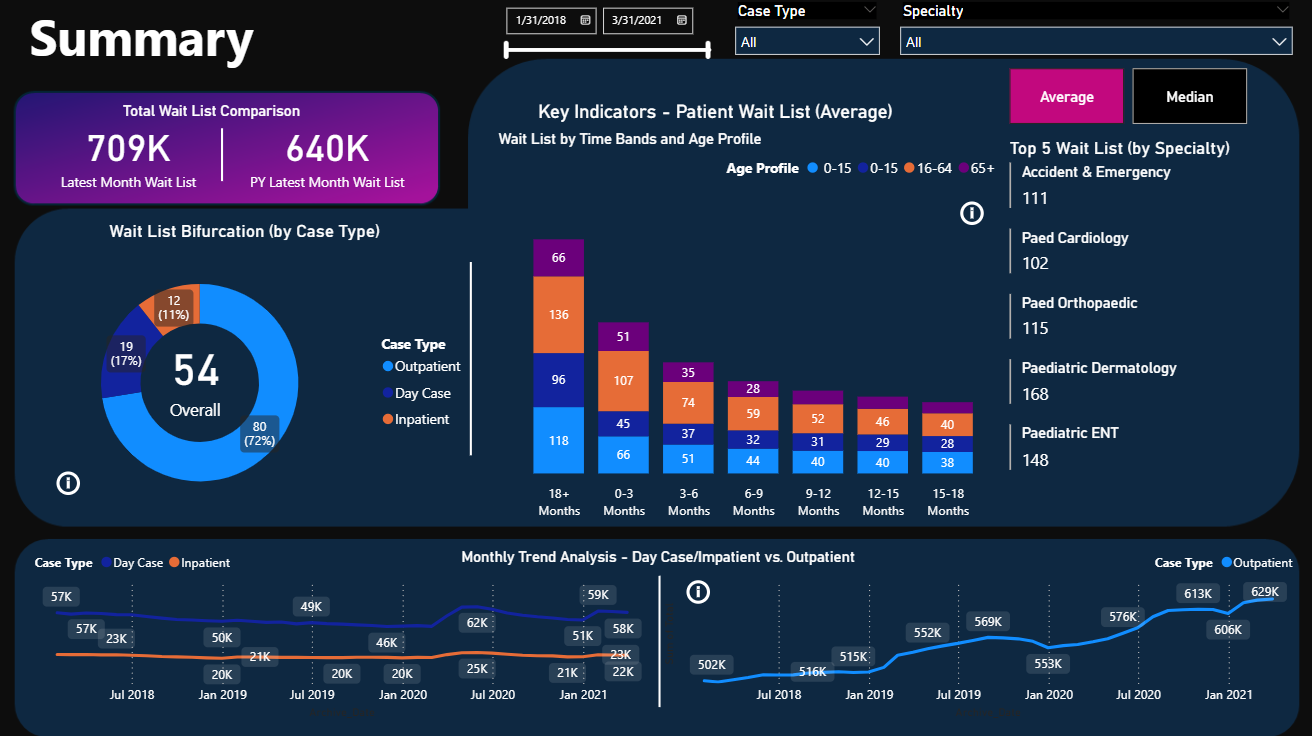 Summary
1/31/2018
3/31/2021
Case Type
All
Specialty
All
Total Wait List Comparison
709K
Latest Month Wait List
640K
PY Latest Month Wait List
Key Indicators - Patient Wait List (Average)
Average
Median
Wait List by Time Bands and Age Profile
Age Profile 0-15 0-15 16-64 65+
66
136
96
118
18+
Months
51
107
45
66
0-3
Months
35
74
37
51
3-6
Months
28
59
32
44
6-9
Months
52
31
40
9-12
Months
46
29
40
12-15
Months
40
28
38
15-18
Months
Top 5 Wait List (by Specialty)
Accident & Emergency
111
Paed Cardiology
102
Paed Orthopaedic
115
Paediatric Dermatology
168
Paediatric ENT
148
Wait List Bifurcation (by Case Type)
12
(11%)
19
(17%)
54
Overall
80
(72%)
Case Type
Outpatient
Day Case
Inpatient
Monthly Trend Analysis - Day Case/Impatient vs. Outpatient
Case Type Day Case Inpatient
57K
57K
23K
50K
20K
21K
49K
20K
46K
20K
62K
25K
59K
51K
58K
21K
23K
22K
Jul 2018
Jan 2019
Jul 2019
Jan 2020
Jul 2020
Jan 2021
Case Type Outpatient
502K
516K
515K
552K
569K
553K
576K
613K
606K
629K
Jul 2018
Jan 2019
Jul 2019
Jan 2020
Jul 2020
Jan 2021